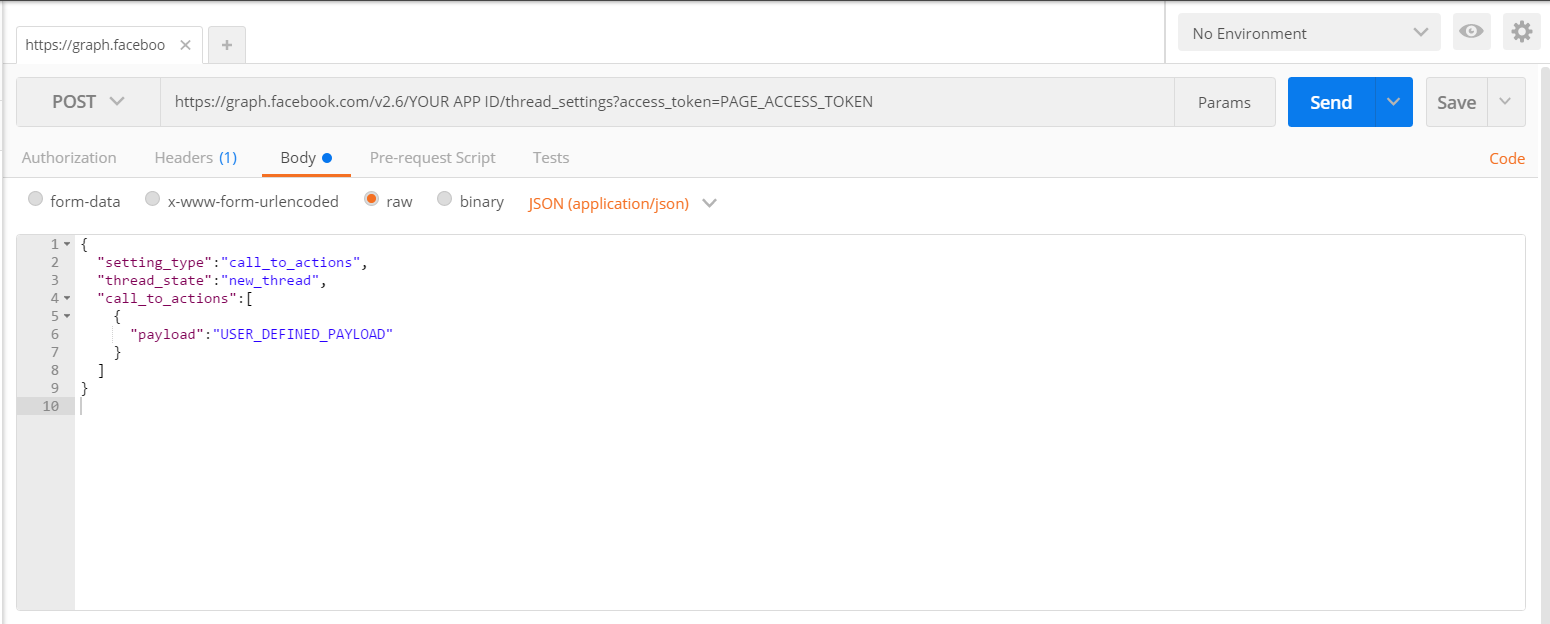 https://graph.faceboo
No Environment
POST https://graph.facebook.com/v2.6/YOUR APP ID/thread_settings?access_token=PAGE_ACCESS_TOKEN Params Send Save
Authorization Headers (1) Body Pre-request Script Tests Code
form-data x-www-form-urlencoded raw binary JSON (application/json)
1 {
2 "setting_type":"call_to_actions",
3 "thread_state":"new_thread",
4 "call_to_actions":[
5 {
6 "payload":"USER_DEFINED_PAYLOAD"
7 }
8 ]
9 }
10